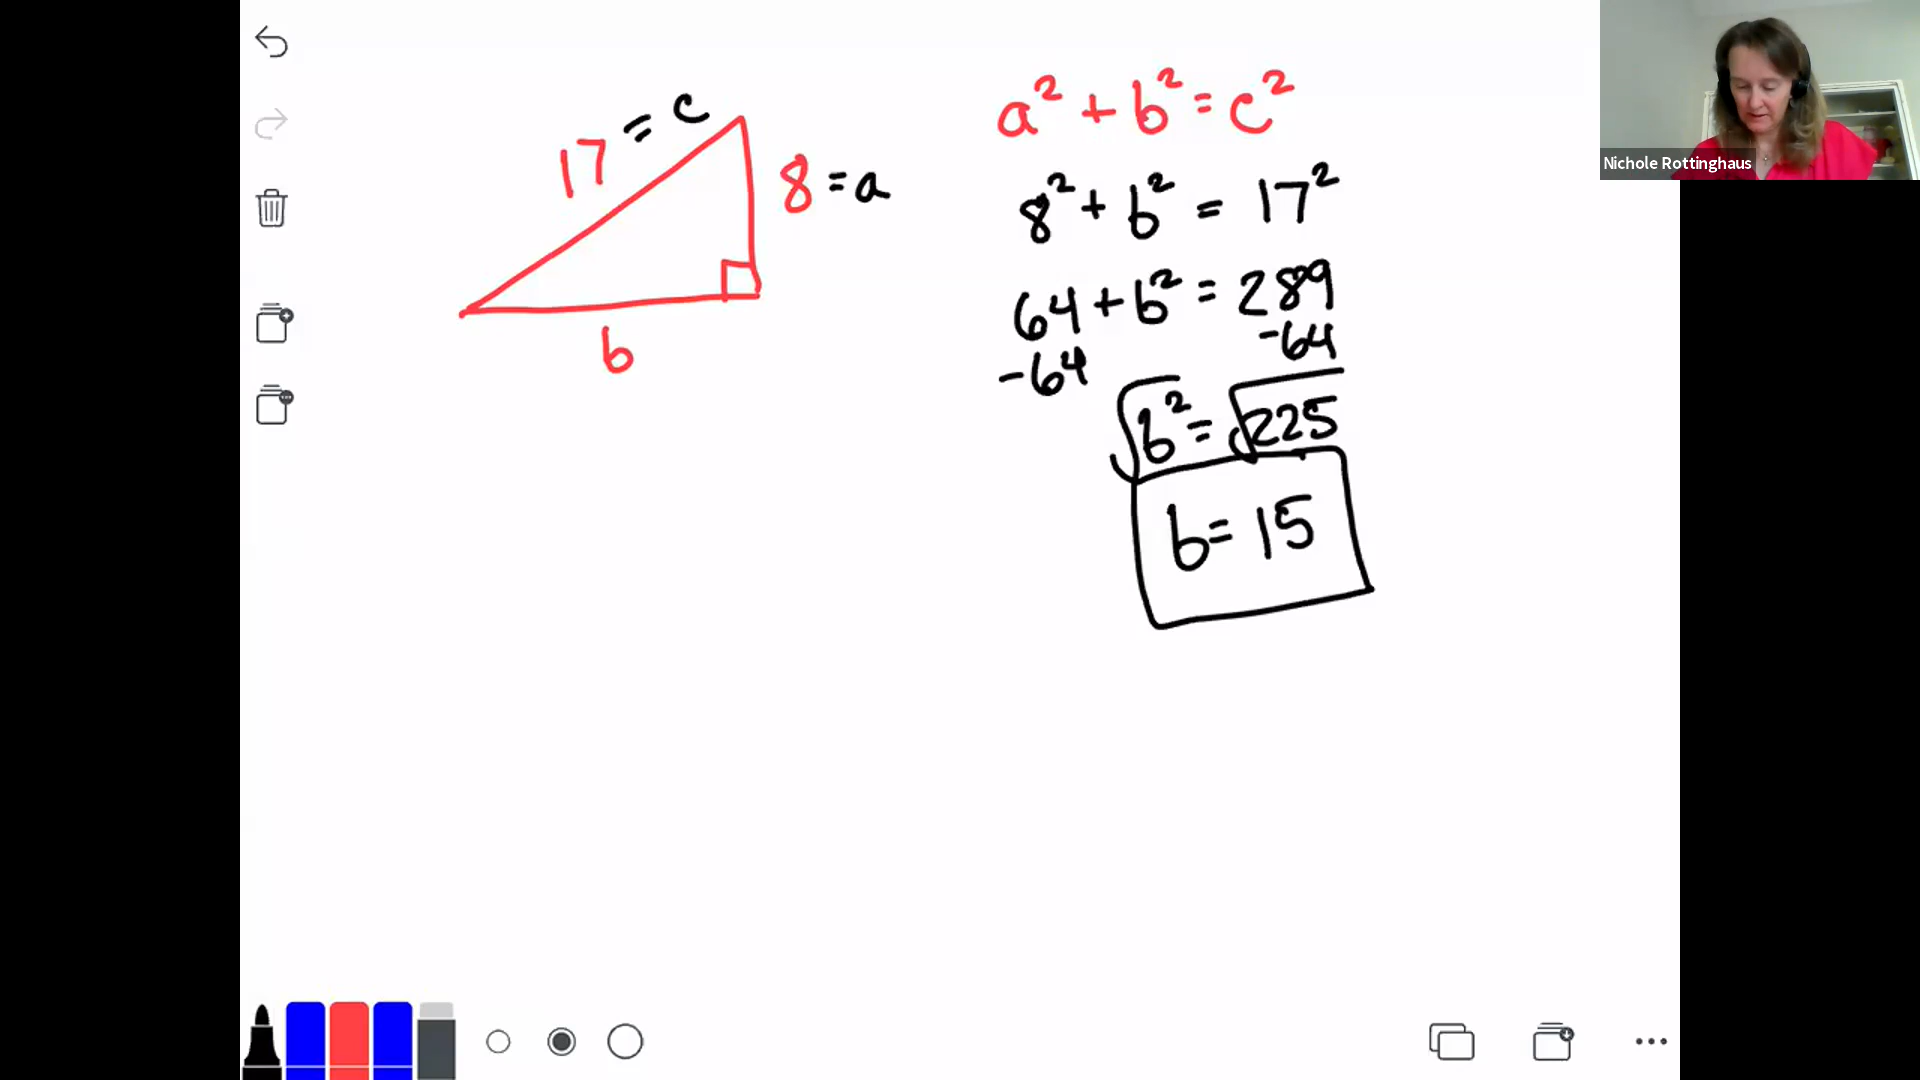 17 = c
8 = a
b
a² + b² = c²
8² + b² = 17²
64 + b² = 289
-64 -64
√b² = √225
b = 15
Nichole Rottinghaus